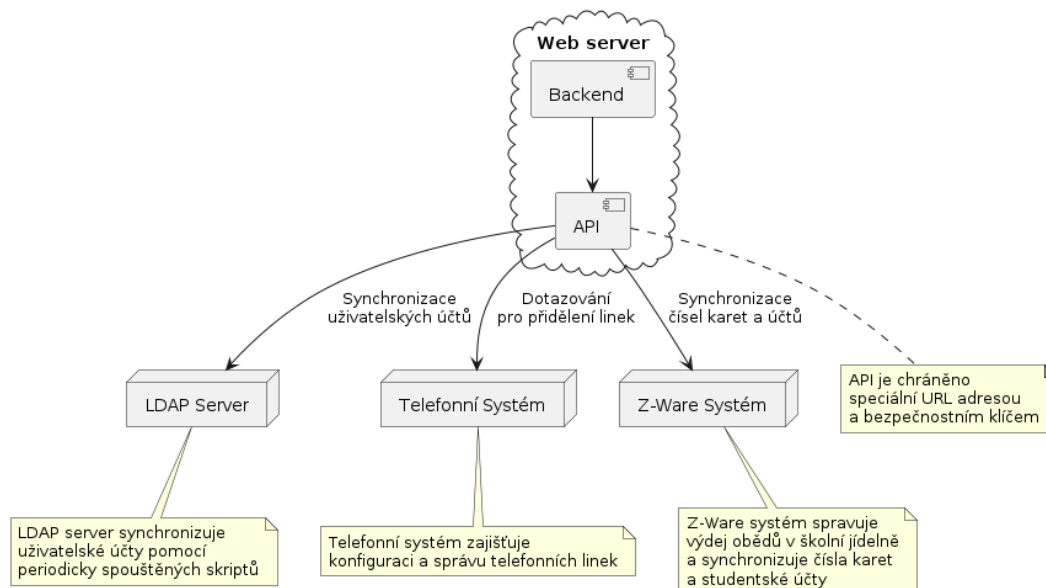 Web server
Backend
API
Synchronizace
uživatelských účtů
Dotazování
pro přidělení linek
Synchronizace
čísel karet a účtů
LDAP Server
Telefonní Systém
Z-Ware Systém
API je chráněno
speciální URL adresou
a bezpečnostním klíčem
LDAP server synchronizuje
uživatelské účty pomocí
periodicky spouštěných skriptů
Telefonní systém zajišťuje
konfiguraci a správu telefonních linek
Z-Ware systém spravuje
výdej obědů v školní jídelně
a synchronizuje čísla karet
a studentské účty